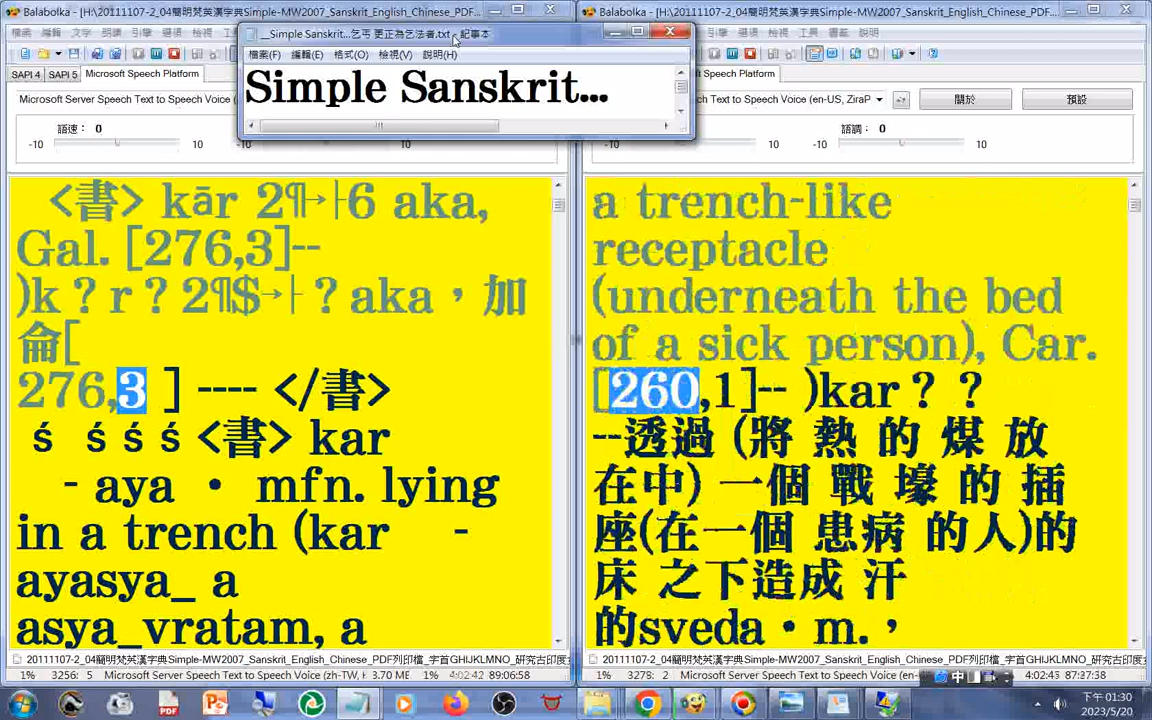 Balabolka - [H:\20111107-2_04簡明梵英漢字典Simple-MW2007_Sanskrit_English_Chinese_PDF...
Balabolka - [H:\20111107-2_04簡明梵英漢字典Simple-MW2007_Sanskrit_English_Chinese_PDF...
__Simple Sanskrit...乞丐 更正為乞法者.txt - 記事本
檔案(F) 編輯(E) 格式(O) 檢視(V) 說明(H)
Simple Sanskrit...
SAPI 4 SAPI 5 Microsoft Speech Platform
Speech Platform
Microsoft Server Speech Text to Speech Voice (
Speech Text to Speech Voice (en-US, ZiraP
關於
預設
語速： 0
語調： 0
-10
10
-10
10
-10
10
<書> kār 2¶→├6 aka,
Gal. [276,3]--
)k？r？2¶$→├？aka，加
侖[
276,3 ] ---- </書>
ś ś ś ś <書> kar
- aya • mfn. lying
in a trench (kar -
ayasya_ a
asya_vratam, a
a trench-like
receptacle
(underneath the bed
of a sick person), Car.
[260,1]-- )kar？？
--透過 (將 熱 的 煤 放
在中) 一個 戰 壕 的 插
座(在一個 患病 的人)的
床 之下造成 汗
的sveda•m.，
20111107-2_04簡明梵英漢字典Simple-MW2007_Sanskrit_English_Chinese_PDF列印檔_字首GHIJKLMNO_研究古印度
20111107-2_04簡明梵英漢字典Simple-MW2007_Sanskrit_English_Chinese_PDF列印檔_字首GHIJKLMNO_研究古印度
1% 3256: 5 Microsoft Server Speech Text to Speech Voice (zh-TW, H 3.70 ME 1% 4:02:42 89:06:58
1% 3278: 2 Microsoft Server Speech Text to Speech Voice 4:02:45 87:37:38
中
下午 01:30
2023/5/20